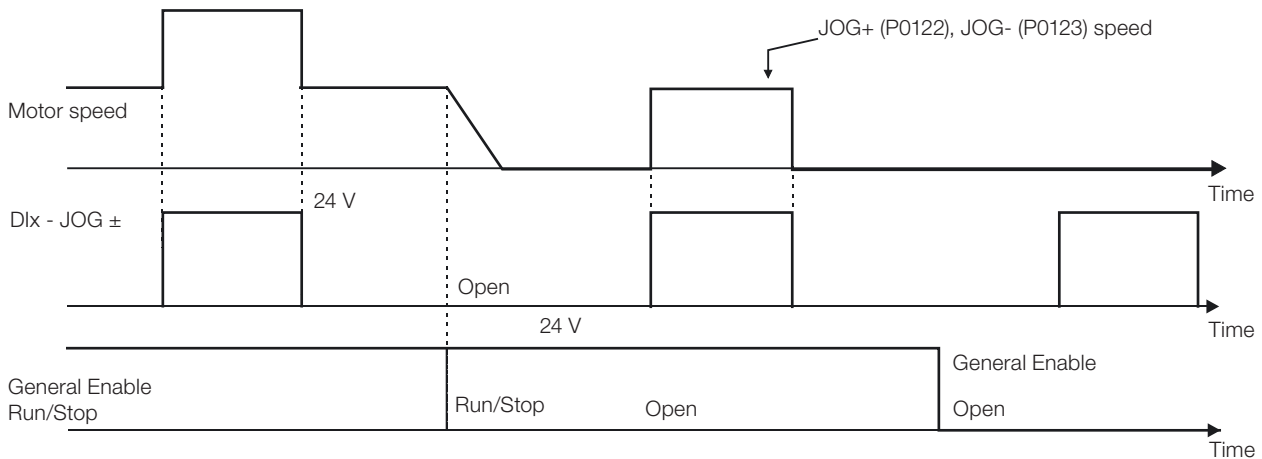 JOG+ (P0122), JOG- (P0123) speed
Motor speed
Time
24 V
DIx - JOG ±
Open
24 V
Time
General Enable
General Enable
Run/Stop
Run/Stop
Open
Open
Time